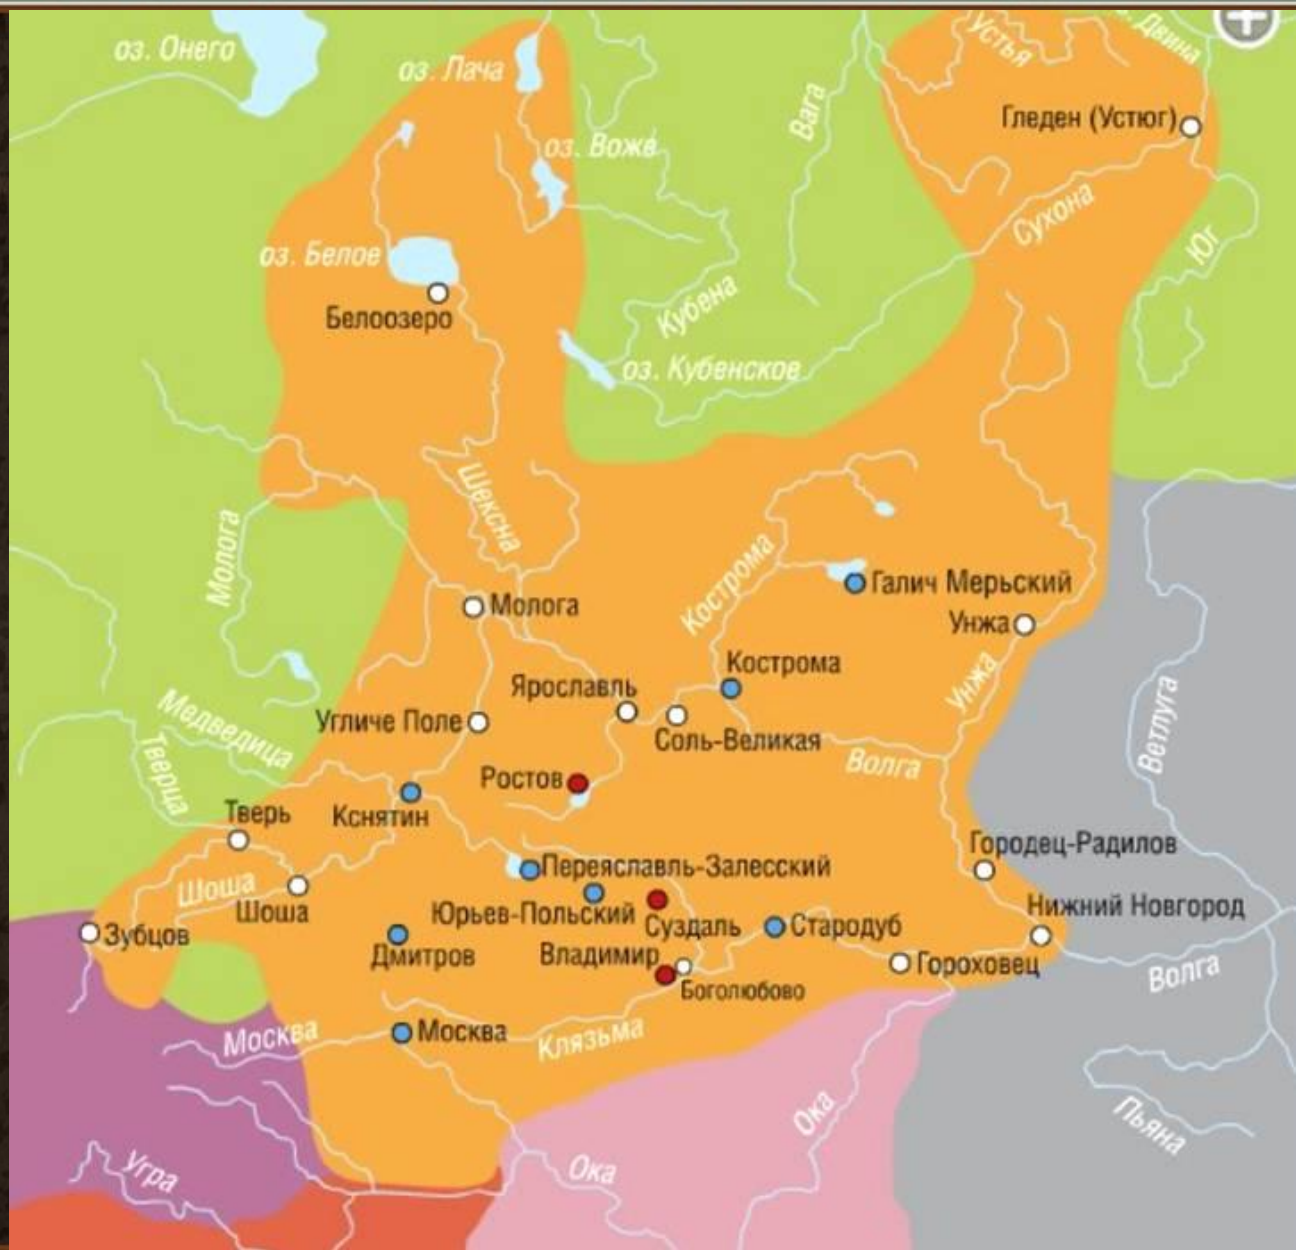 оз. Онего
оз. Лача
Устья
Двина
Вага
Гледен (Устюг)
оз. Воже
Сухона
Юг
оз. Белое
Белоозеро
Кубена
оз. Кубенское
Шексна
Молога
Кострома
Галич Мерьский
Молога
Унжа
Кострома
Унжа
Ярославль
Ветлуга
Угличе Поле
Соль-Великая
Медведица
Тверца
Волга
Ростов
Тверь
Кснятин
Городец-Радилов
Переяславль-Залесский
Шоша
Шоша
Юрьев-Польский
Суздаль
Стародуб
Нижний Новгород
Зубцов
Дмитров
Владимир
Гороховец
Волга
Боголюбово
Москва
Москва
Клязьма
Ока
Пьяна
Угра
Ока